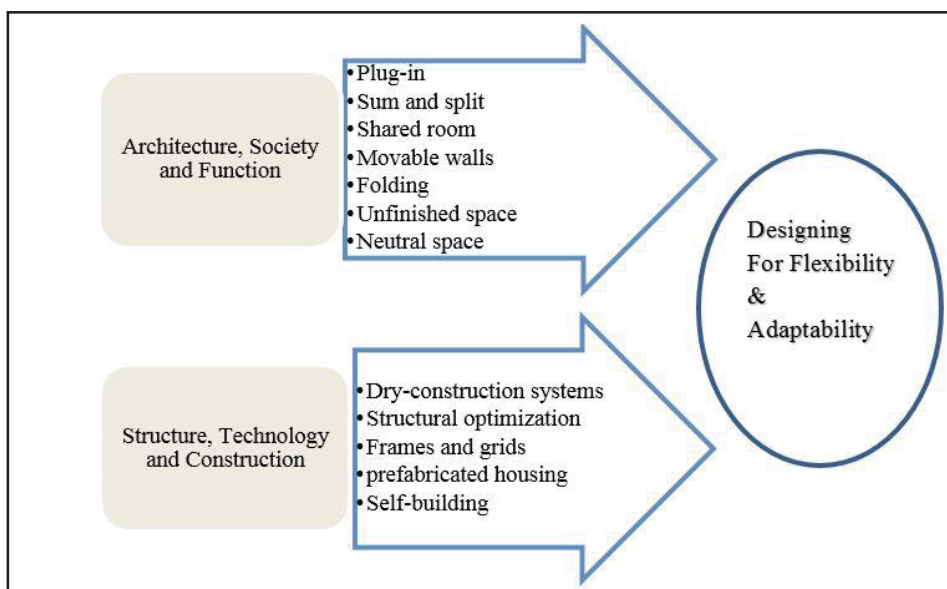 Architecture, Society
and Function
•Plug-in
•Sum and split
•Shared room
•Movable walls
•Folding
•Unfinished space
•Neutral space
Structure, Technology
and Construction
•Dry-construction systems
•Structural optimization
•Frames and grids
•prefabricated housing
•Self-building
Designing
For Flexibility
&
Adaptability